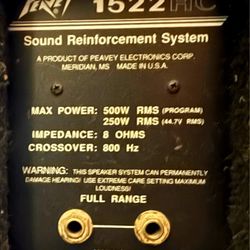 PEAVEY 1522 HC
Sound Reinforcement System
A PRODUCT OF PEAVEY ELECTRONICS CORP.
MERIDIAN, MS MADE IN U.S.A.
MAX POWER: 500W RMS (PROGRAM)
250W RMS (44.7V RMS)
IMPEDANCE: 8 OHMS
CROSSOVER: 800 Hz
WARNING: THIS SPEAKER SYSTEM CAN PERMANENTLY
DAMAGE HEARING! USE EXTREME CARE SETTING MAXIMUM
LOUDNESS!
FULL RANGE